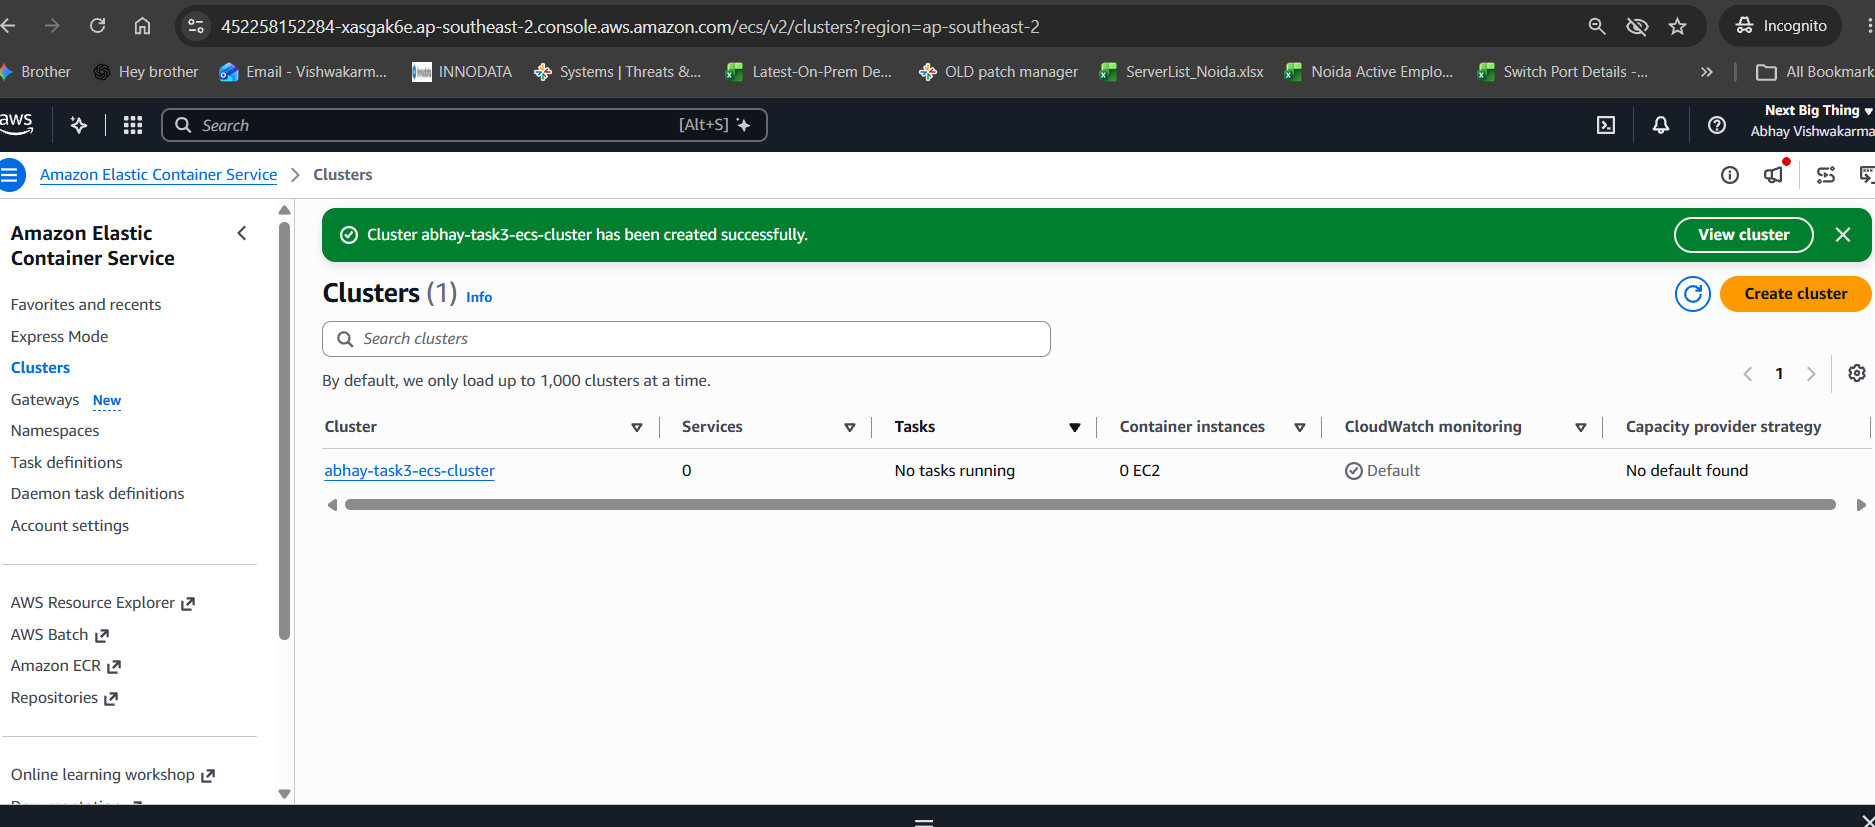 452258152284-xasgak6e.ap-southeast-2.console.aws.amazon.com/ecs/v2/clusters?region=ap-southeast-2
Incognito
Brother
Hey brother
Email - Vishwakarm...
INNODATA
Systems | Threats &...
Latest-On-Prem De...
OLD patch manager
ServerList_Noida.xlsx
Noida Active Emplo...
Switch Port Details -...
All Bookmark
aws
Search
[Alt+S]
Next Big Thing
Abhay Vishwakarma
Amazon Elastic Container Service
Clusters
Amazon Elastic
Container Service
Favorites and recents
Express Mode
Clusters
Gateways New
Namespaces
Task definitions
Daemon task definitions
Account settings
AWS Resource Explorer
AWS Batch
Amazon ECR
Repositories
Online learning workshop
Cluster abhay-task3-ecs-cluster has been created successfully.
View cluster
Clusters (1) Info
Create cluster
Search clusters
By default, we only load up to 1,000 clusters at a time.
1
Cluster Services Tasks Container instances CloudWatch monitoring Capacity provider strategy
abhay-task3-ecs-cluster 0 No tasks running 0 EC2 Default No default found